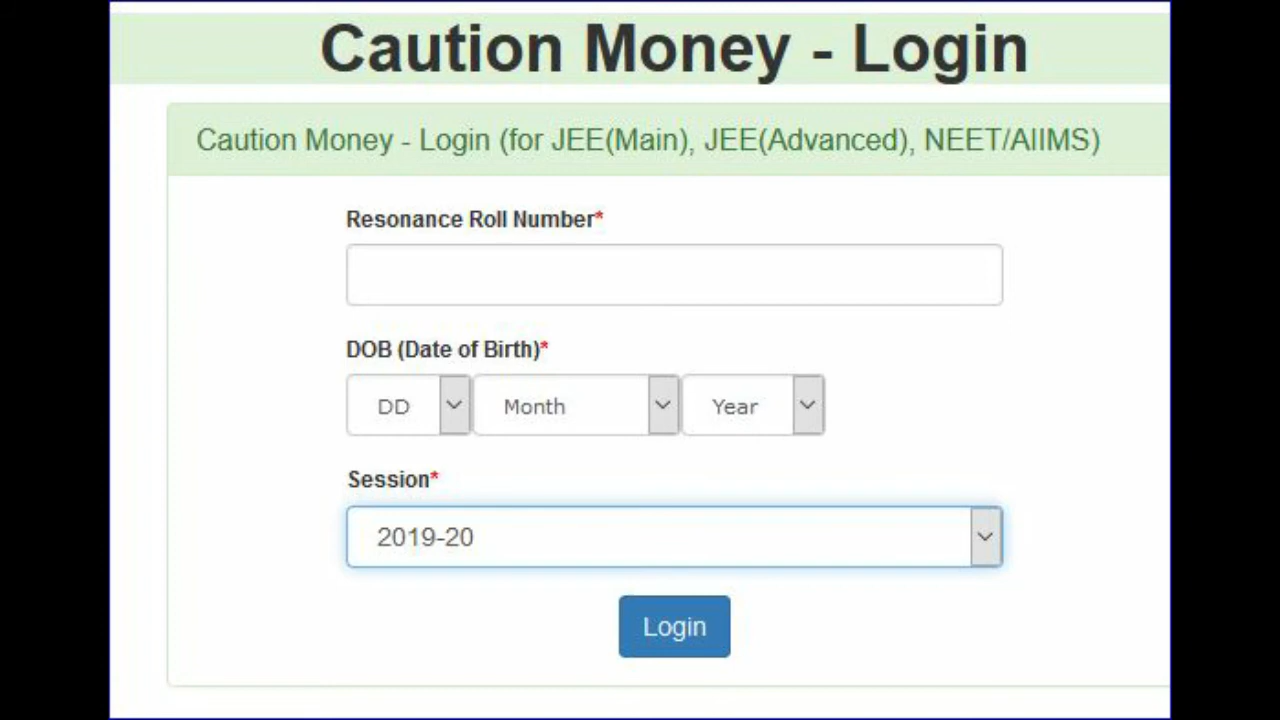 Caution Money - Login
Caution Money - Login (for JEE(Main), JEE(Advanced), NEET/AIIMS)
Resonance Roll Number*
DOB (Date of Birth)*
DD Month Year
Session*
2019-20
Login